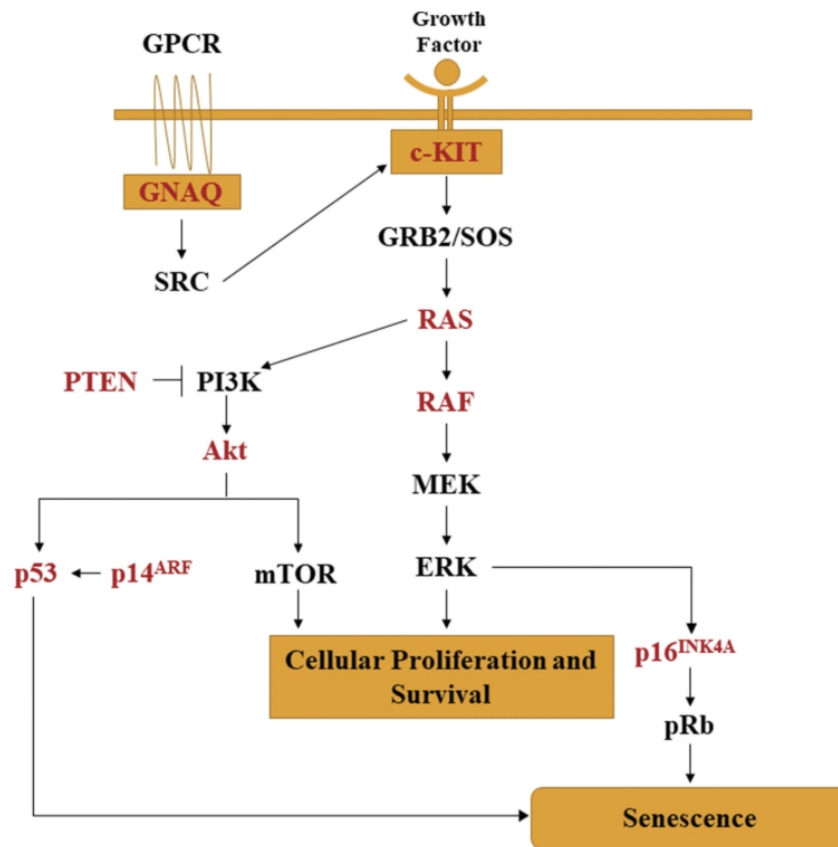 Growth
Factor
GPCR
c-KIT
GNAQ
GRB2/SOS
SRC
RAS
PTEN
PI3K
RAF
Akt
MEK
p53
p14ARF
mTOR
ERK
p16INK4A
Cellular Proliferation and
Survival
pRb
Senescence